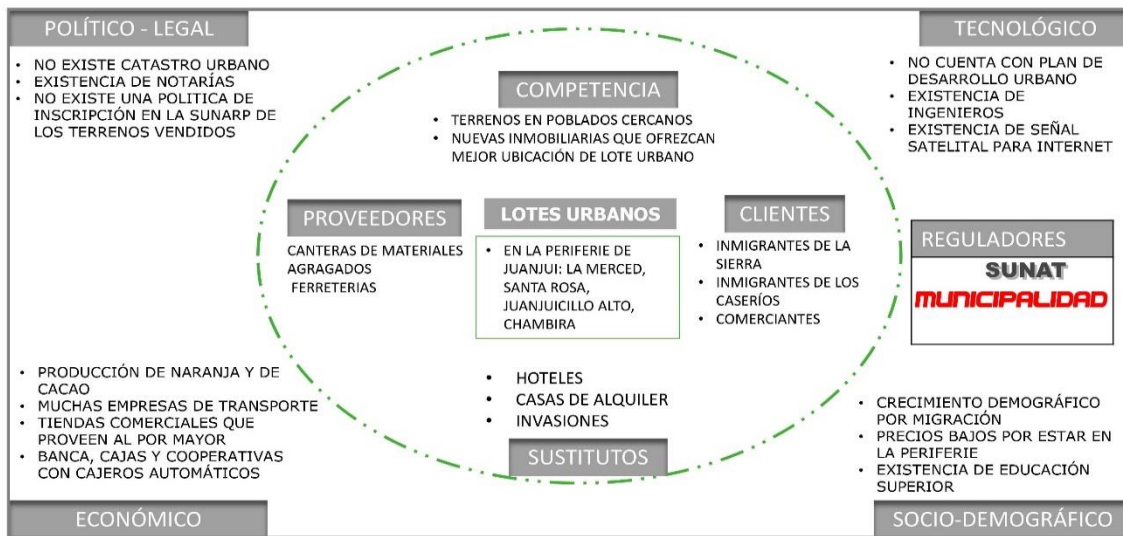 POLÍTICO - LEGAL
• NO EXISTE CATASTRO URBANO
• EXISTENCIA DE NOTARÍAS
• NO EXISTE UNA POLITICA DE
INSCRIPCIÓN EN LA SUNARP DE
LOS TERRENOS VENDIDOS
COMPETENCIA
• TERRENOS EN POBLADOS CERCANOS
• NUEVAS INMOBILIARIAS QUE OFREZCAN
MEJOR UBICACIÓN DE LOTE URBANO
TECNOLÓGICO
• NO CUENTA CON PLAN DE
DESARROLLO URBANO
• EXISTENCIA DE
INGENIEROS
• EXISTENCIA DE SEÑAL
SATELITAL PARA INTERNET
PROVEEDORES
CANTERAS DE MATERIALES
AGRAGADOS
FERRETERIAS
LOTES URBANOS
• EN LA PERIFERIE DE
JUANJUI: LA MERCED,
SANTA ROSA,
JUANJUICILLO ALTO,
CHAMBIRA
CLIENTES
• INMIGRANTES DE LA
SIERRA
• INMIGRANTES DE LOS
CASERÍOS
• COMERCIANTES
REGULADORES
SUNAT
MUNICIPALIDAD
• PRODUCCIÓN DE NARANJA Y DE
CACAO
• MUCHAS EMPRESAS DE TRANSPORTE
• TIENDAS COMERCIALES QUE
PROVEEN AL POR MAYOR
• BANCA, CAJAS Y COOPERATIVAS
CON CAJEROS AUTOMÁTICOS
ECONÓMICO
• HOTELES
• CASAS DE ALQUILER
• INVASIONES
SUSTITUTOS
• CRECIMIENTO DEMOGRÁFICO
POR MIGRACIÓN
• PRECIOS BAJOS POR ESTAR EN
LA PERIFERIE
• EXISTENCIA DE EDUCACIÓN
SUPERIOR
SOCIO-DEMOGRÁFICO